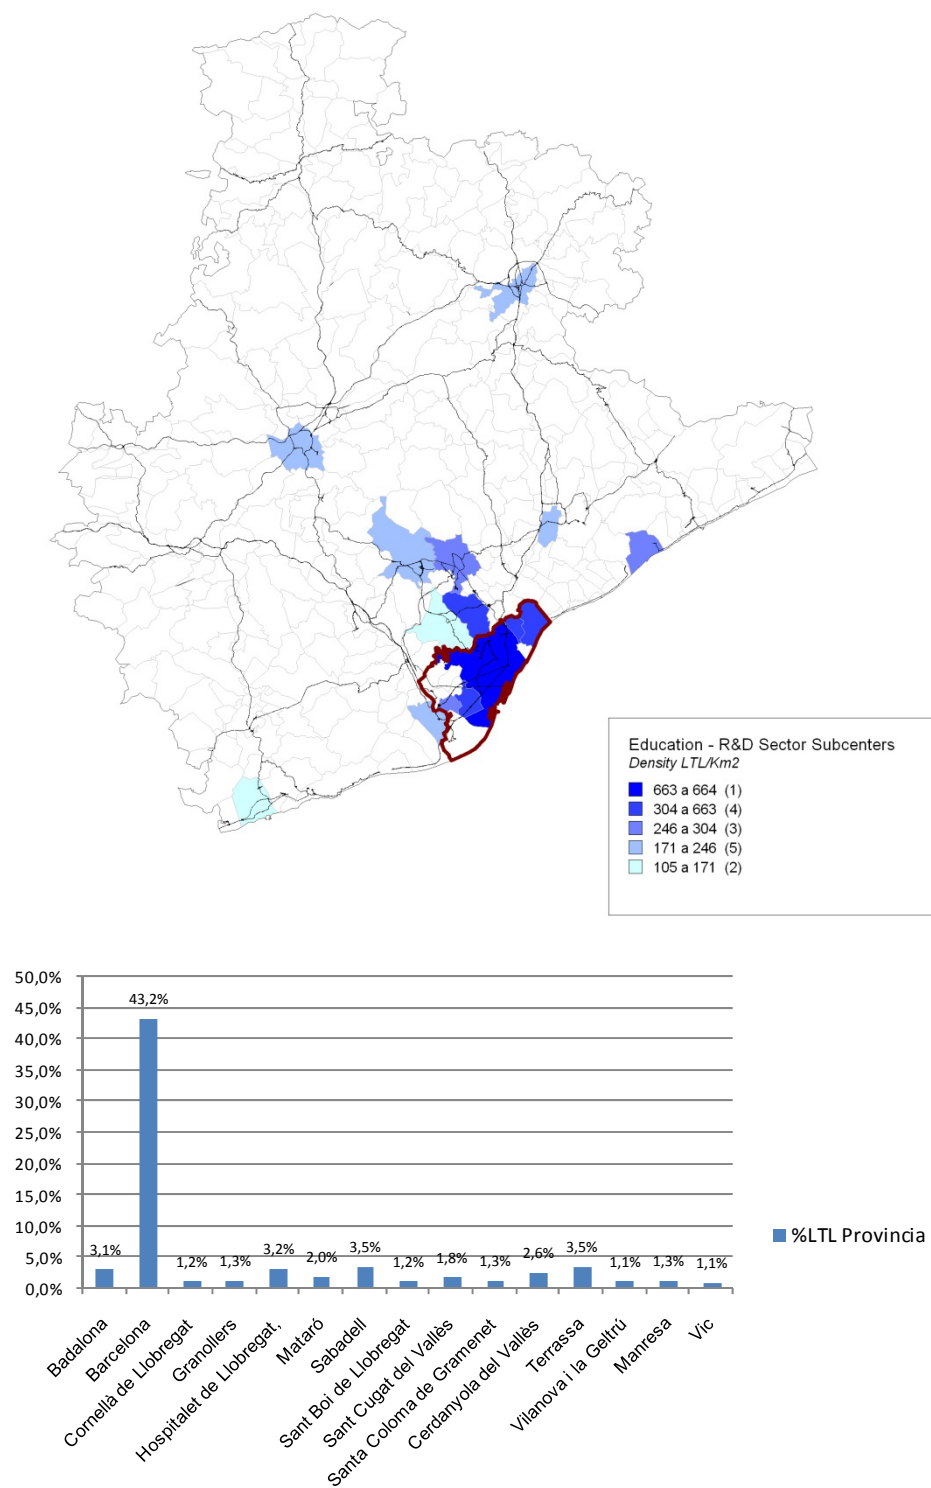 Education - R&D Sector Subcenters
Density LTL/Km2
663 a 664 (1)
304 a 663 (4)
246 a 304 (3)
171 a 246 (5)
105 a 171 (2)
50,0%
45,0%
40,0%
35,0%
30,0%
25,0%
20,0%
15,0%
10,0%
5,0%
0,0%
3,1%
43,2%
1,2%
1,3%
3,2%
2,0%
3,5%
1,2%
1,8%
1,3%
2,6%
3,5%
1,1%
1,3%
1,1%
Badalona
Barcelona
Cornellà de Llobregat
Granollers
Hospitalet de Llobregat,
Mataró
Sabadell
Sant Boi de Llobregat
Sant Cugat del Vallès
Santa Coloma de Gramenet
Cerdanyola del Vallès
Terrassa
Vilanova i la Geltrú
Manresa
Vic
%LTL Provincia